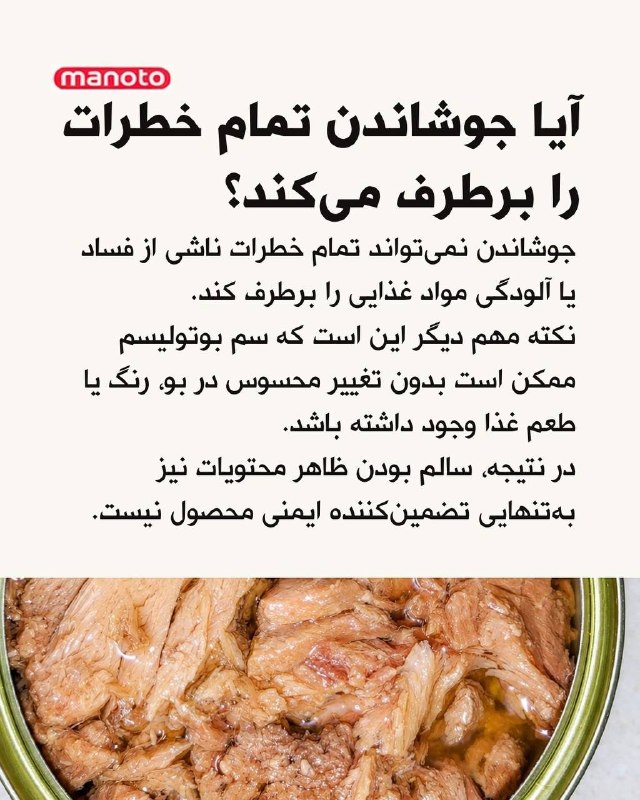 manoto
آیا جوشاندن تمام خطرات
را برطرف می‌کند؟
جوشاندن نمی‌تواند تمام خطرات ناشی از فساد
یا آلودگی مواد غذایی را برطرف کند.
نکته مهم دیگر این است که سم بوتولیسم
ممکن است بدون تغییر محسوس در بو، رنگ یا
طعم غذا وجود داشته باشد.
در نتیجه، سالم بودن ظاهر محتویات نیز
به‌تنهایی تضمین‌کننده ایمنی محصول نیست.